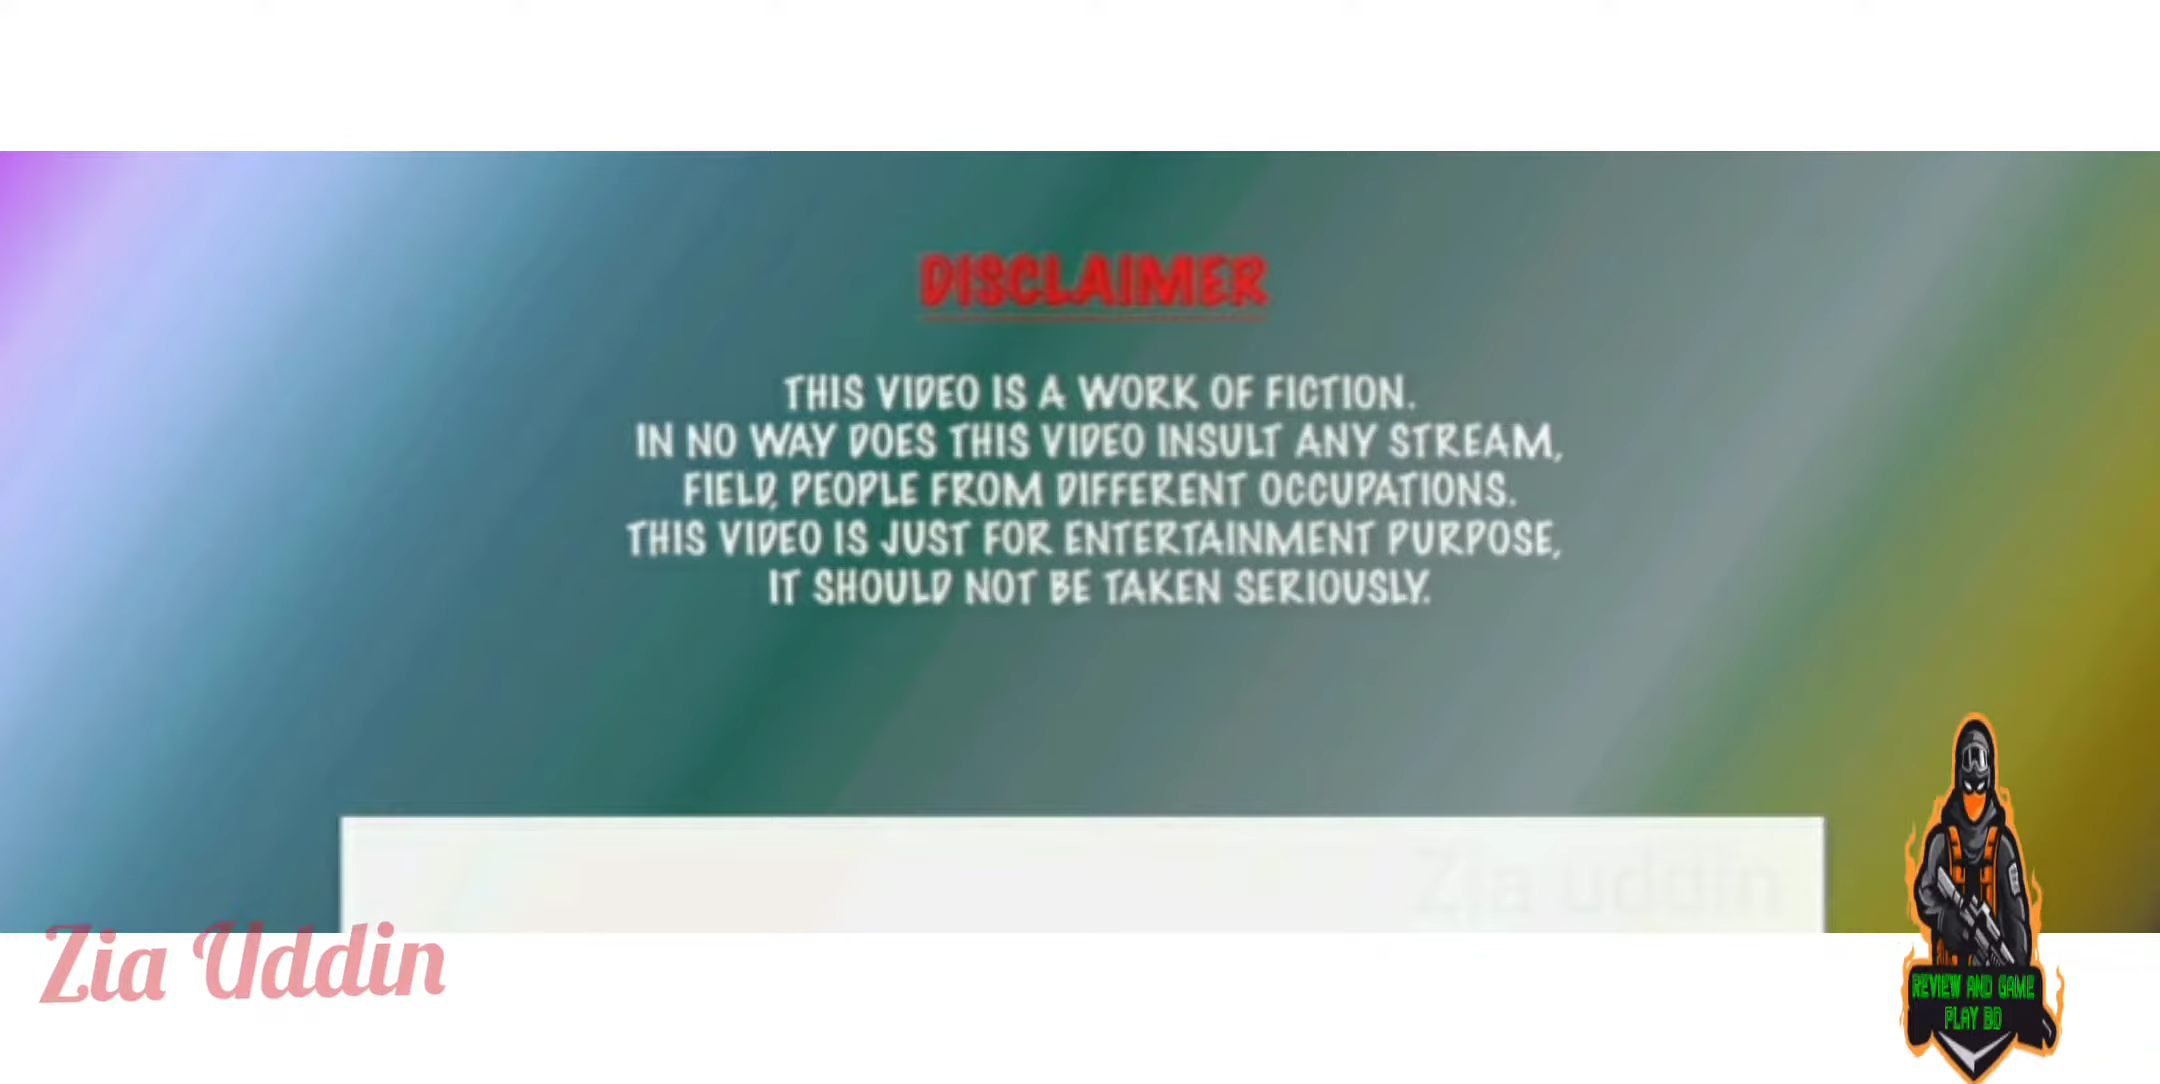 DISCLAIMER
THIS VIDEO IS A WORK OF FICTION.
IN NO WAY DOES THIS VIDEO INSULT ANY STREAM,
FIELD, PEOPLE FROM DIFFERENT OCCUPATIONS.
THIS VIDEO IS JUST FOR ENTERTAINMENT PURPOSE,
IT SHOULD NOT BE TAKEN SERIOUSLY.
Zia uddin
Zia Uddin
REVIEW AND GAME
PLAY BD